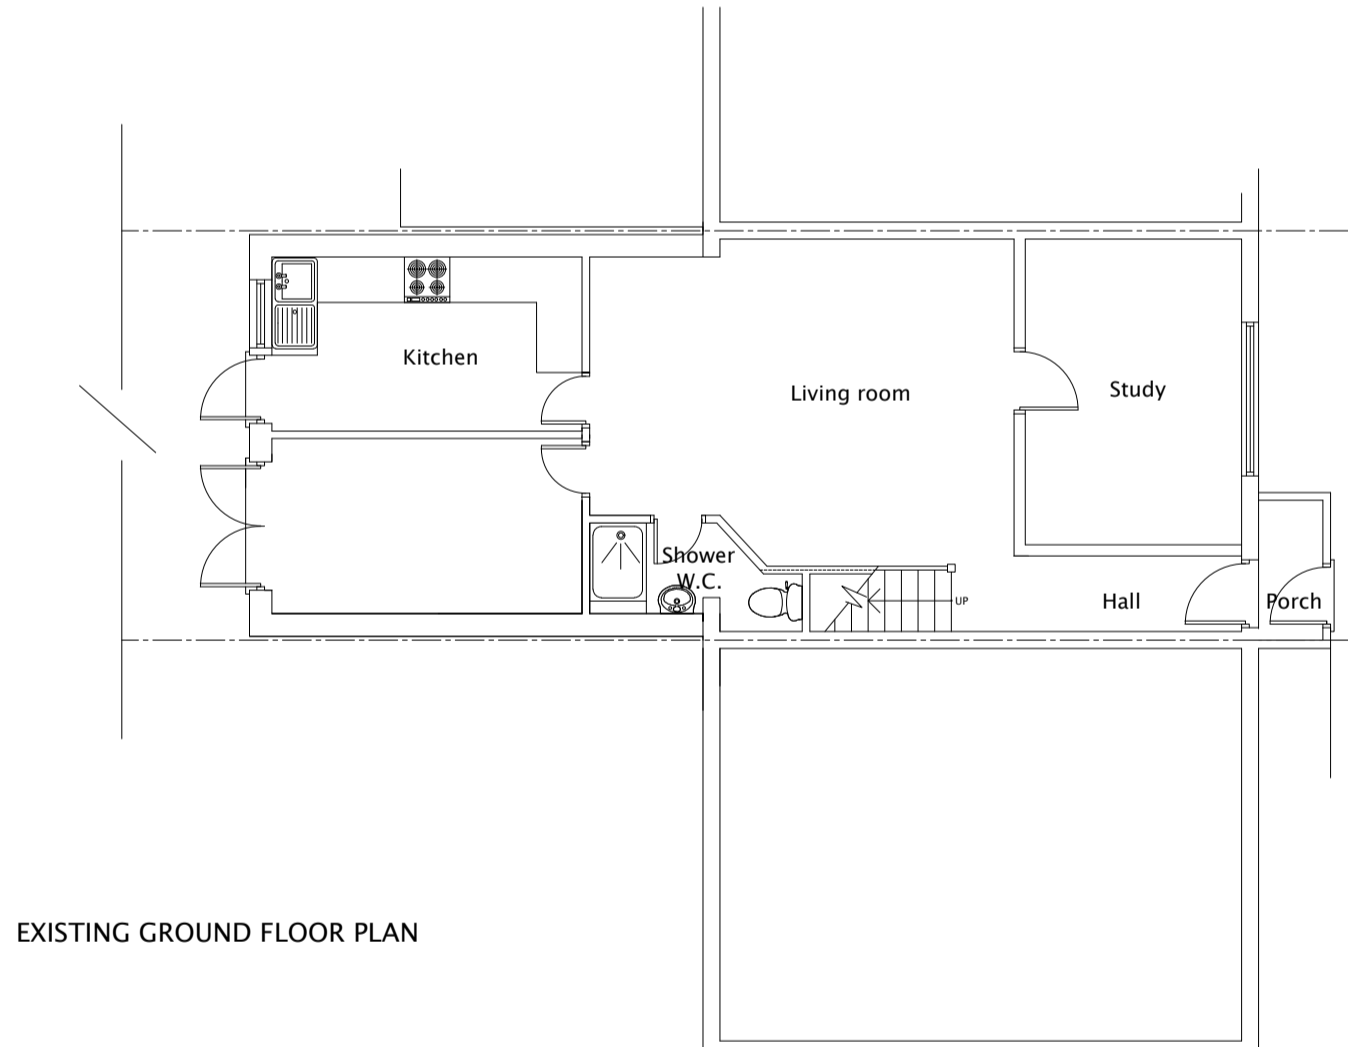 Kitchen
Living room
Study
Shower
W.C.
UP
Hall
Porch
EXISTING GROUND FLOOR PLAN